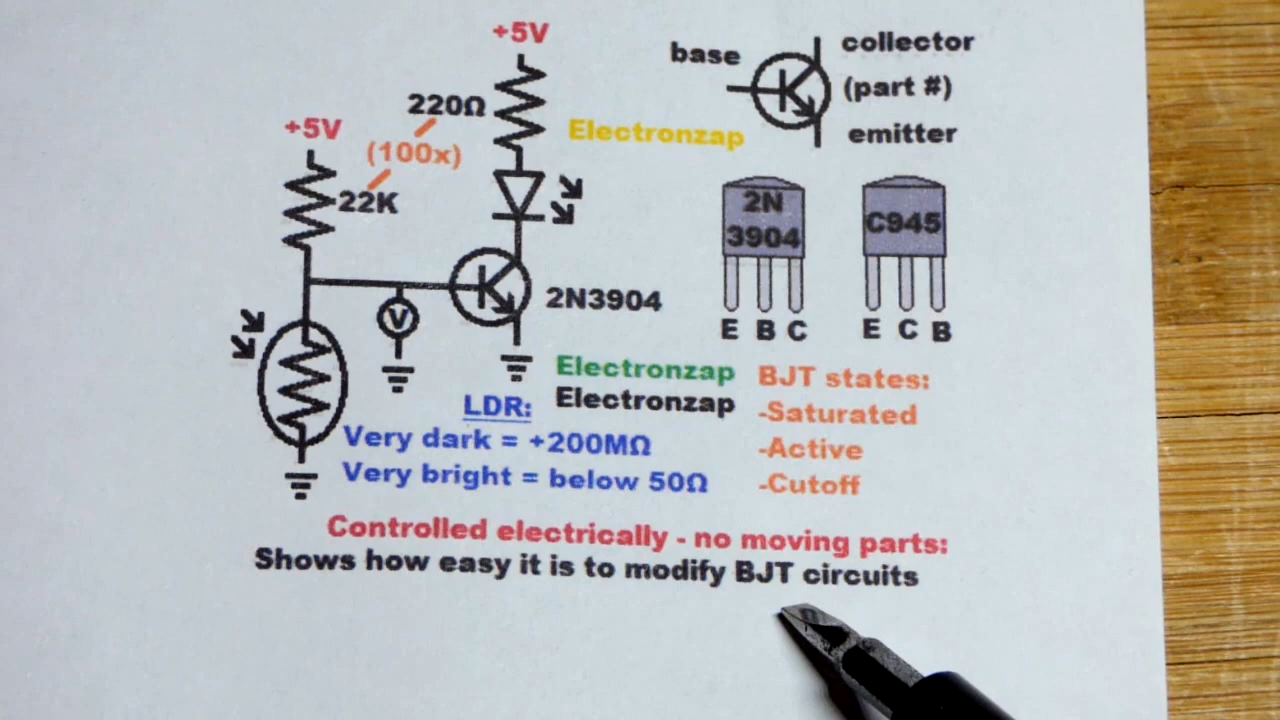 +5V
220Ω
+5V
(100x)
22K
Electronzap
base
collector
(part #)
emitter
2N
3904
C945
E B C
E C B
V
2N3904
Electronzap
Electronzap
LDR:
Very dark = +200MΩ
Very bright = below 50Ω
BJT states:
-Saturated
-Active
-Cutoff
Controlled electrically - no moving parts:
Shows how easy it is to modify BJT circuits